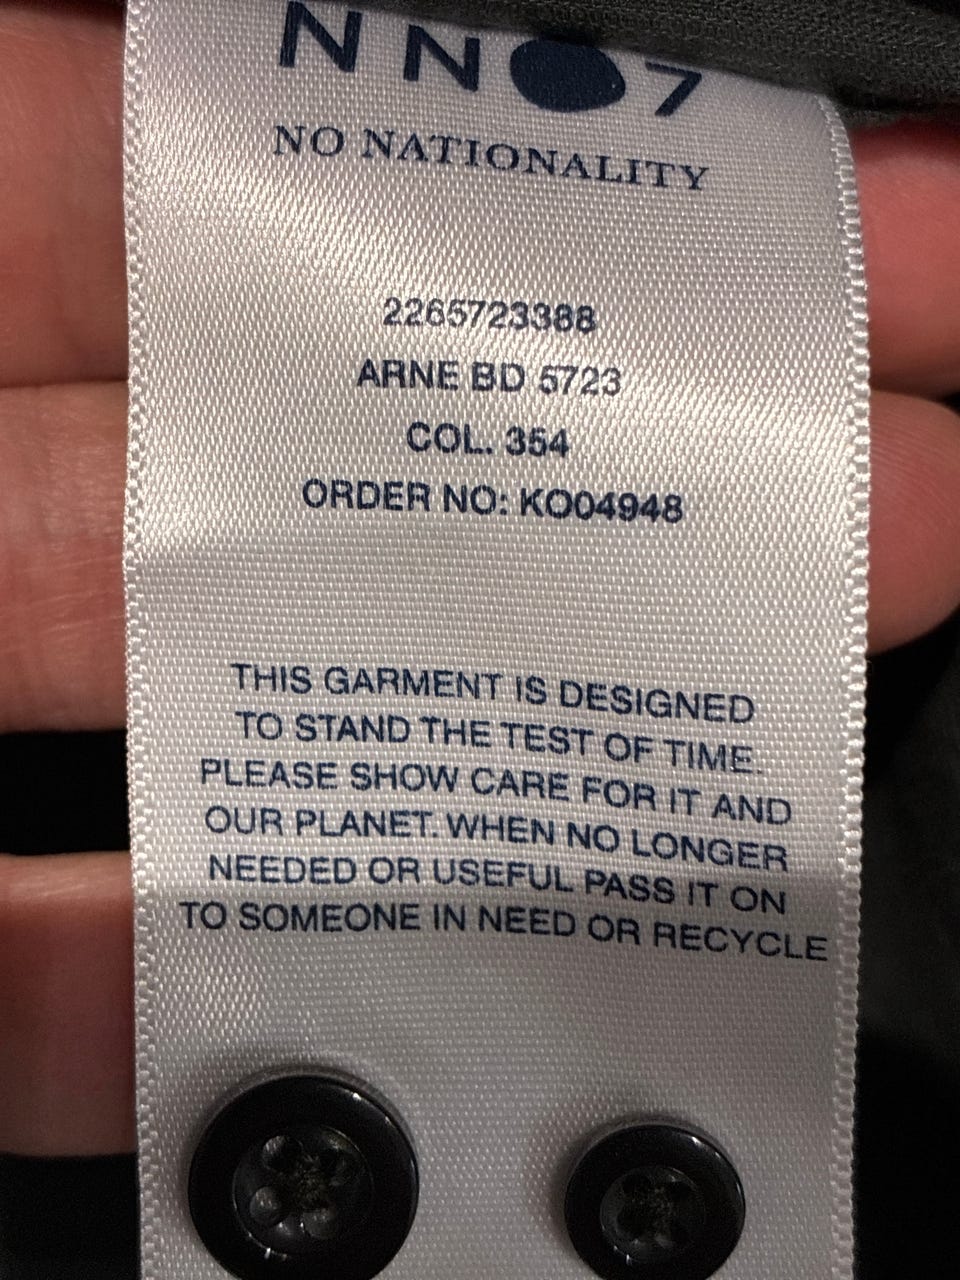 NN07
NO NATIONALITY
2265723388
ARNE BD 5723
COL. 354
ORDER NO: KO04948
THIS GARMENT IS DESIGNED
TO STAND THE TEST OF TIME.
PLEASE SHOW CARE FOR IT AND
OUR PLANET. WHEN NO LONGER
NEEDED OR USEFUL PASS IT ON
TO SOMEONE IN NEED OR RECYCLE